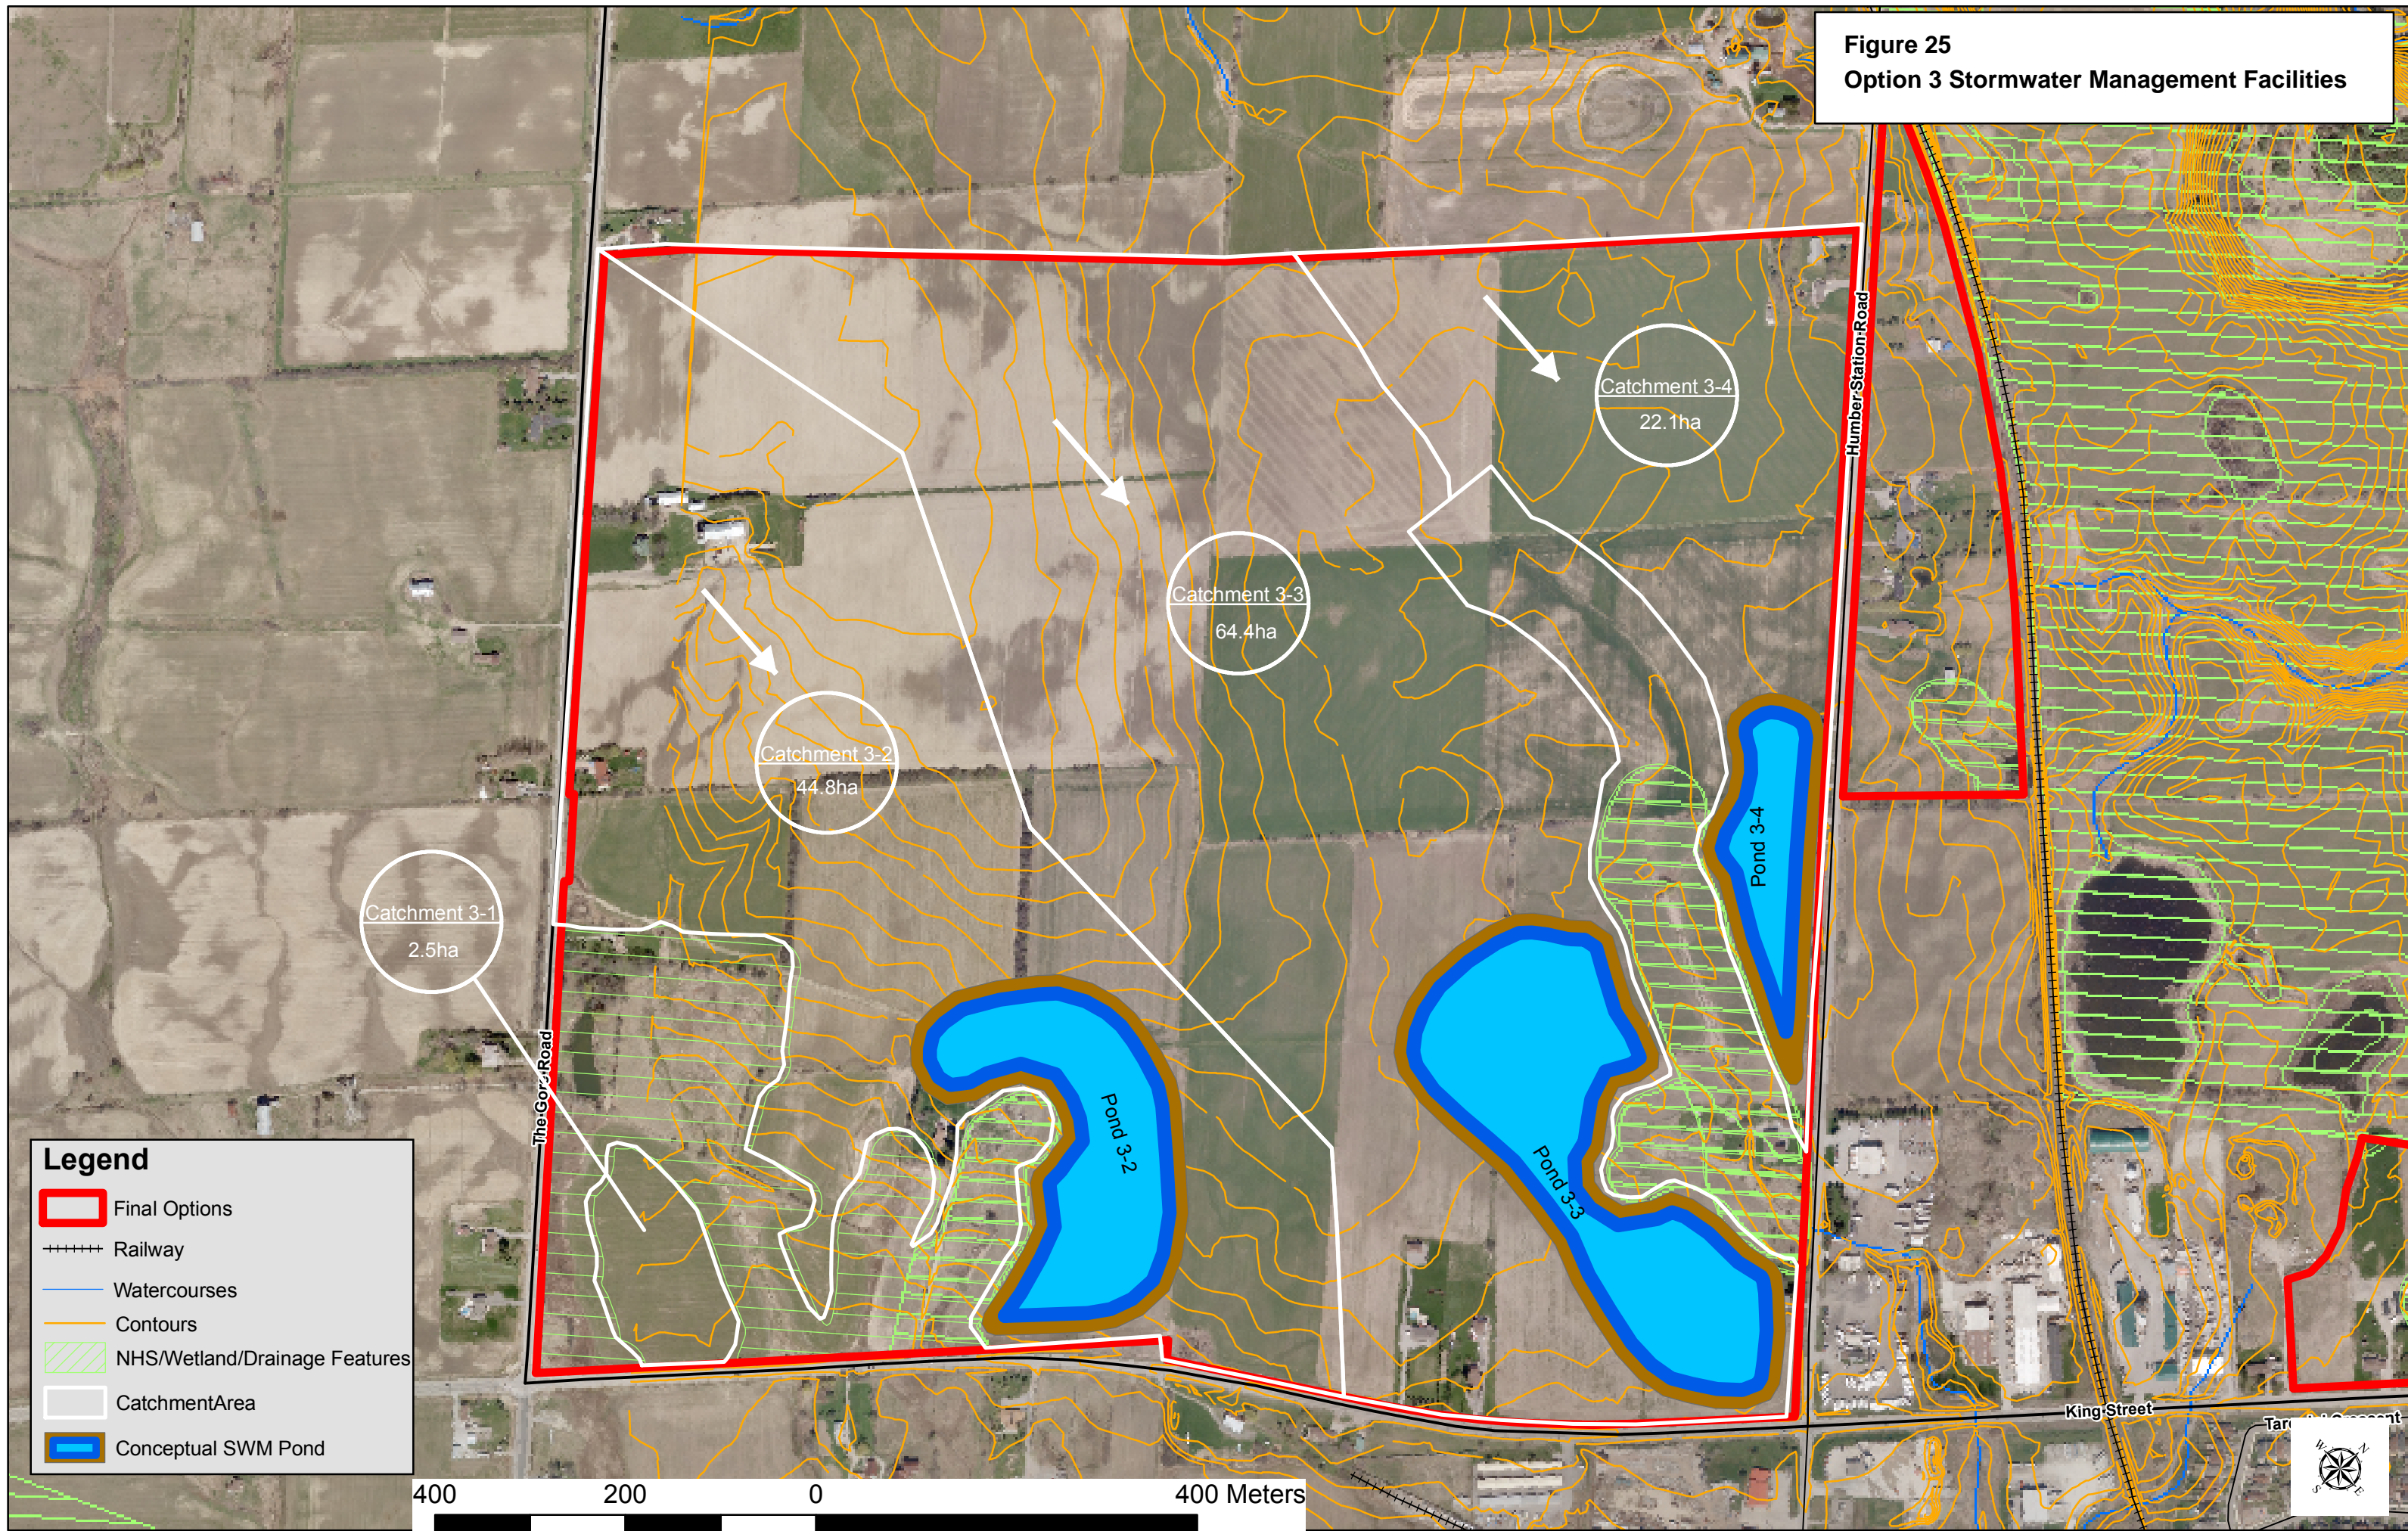 Figure 25
Option 3 Stormwater Management Facilities
Humber Station Road
Catchment 3-4
22.1ha
Catchment 3-3
64.4ha
Catchment 3-2
44.8ha
Catchment 3-1
2.5ha
Pond 3-4
Pond 3-2
Pond 3-3
The Gore Road
King Street
Legend
Final Options
Railway
Watercourses
Contours
NHS/Wetland/Drainage Features
CatchmentArea
Conceptual SWM Pond
400 200 0 400 Meters
W N
S E